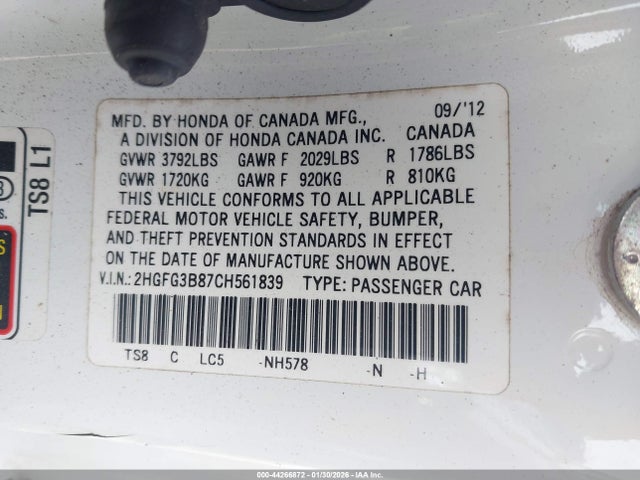 MFD. BY HONDA OF CANADA MFG., 09/'12
A DIVISION OF HONDA CANADA INC. CANADA
GVWR 3792LBS GAWR F 2029LBS R 1786LBS
GVWR 1720KG GAWR F 920KG R 810KG
THIS VEHICLE CONFORMS TO ALL APPLICABLE
FEDERAL MOTOR VEHICLE SAFETY, BUMPER,
AND THEFT PREVENTION STANDARDS IN EFFECT
ON THE DATE OF MANUFACTURE SHOWN ABOVE.
V.I.N.: 2HGFG3B87CH561839 TYPE: PASSENGER CAR
TS8 C LC5 -NH578 -N -H
TS8 L1
000-44266872 | 01/30/2026 - IAAI.COM